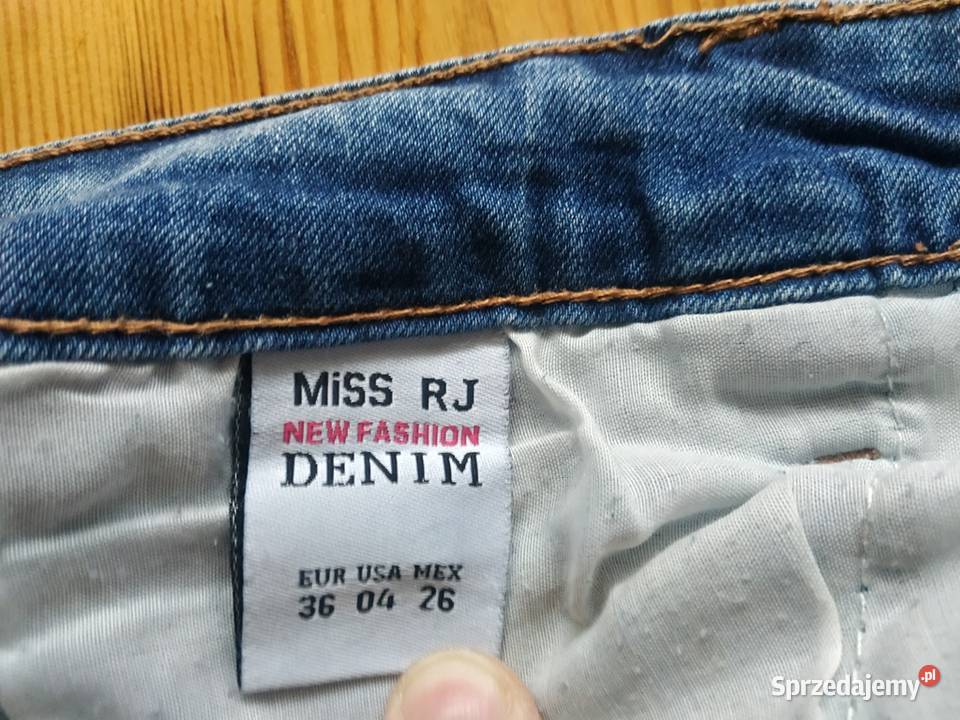 MiSS RJ
NEW FASHION
DENIM
EUR USA MEX
36 04 26
Sprzedajemy.pl